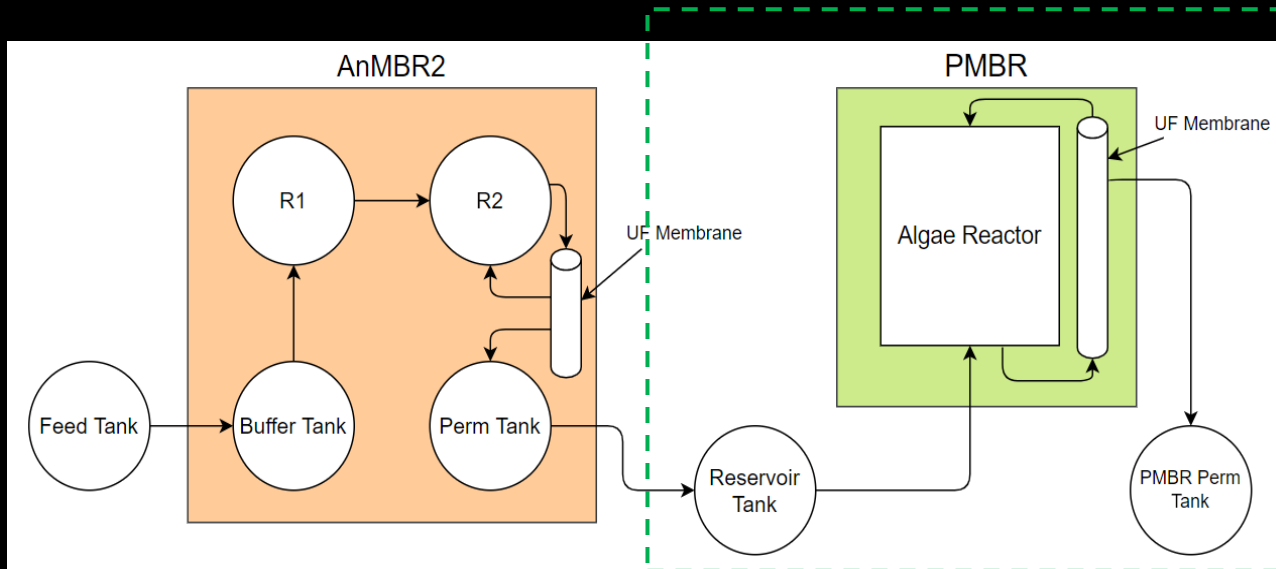 AnMBR2
PMBR
UF Membrane
R1
R2
Algae Reactor
UF Membrane
Feed Tank
Buffer Tank
Perm Tank
Reservoir
Tank
PMBR Perm
Tank